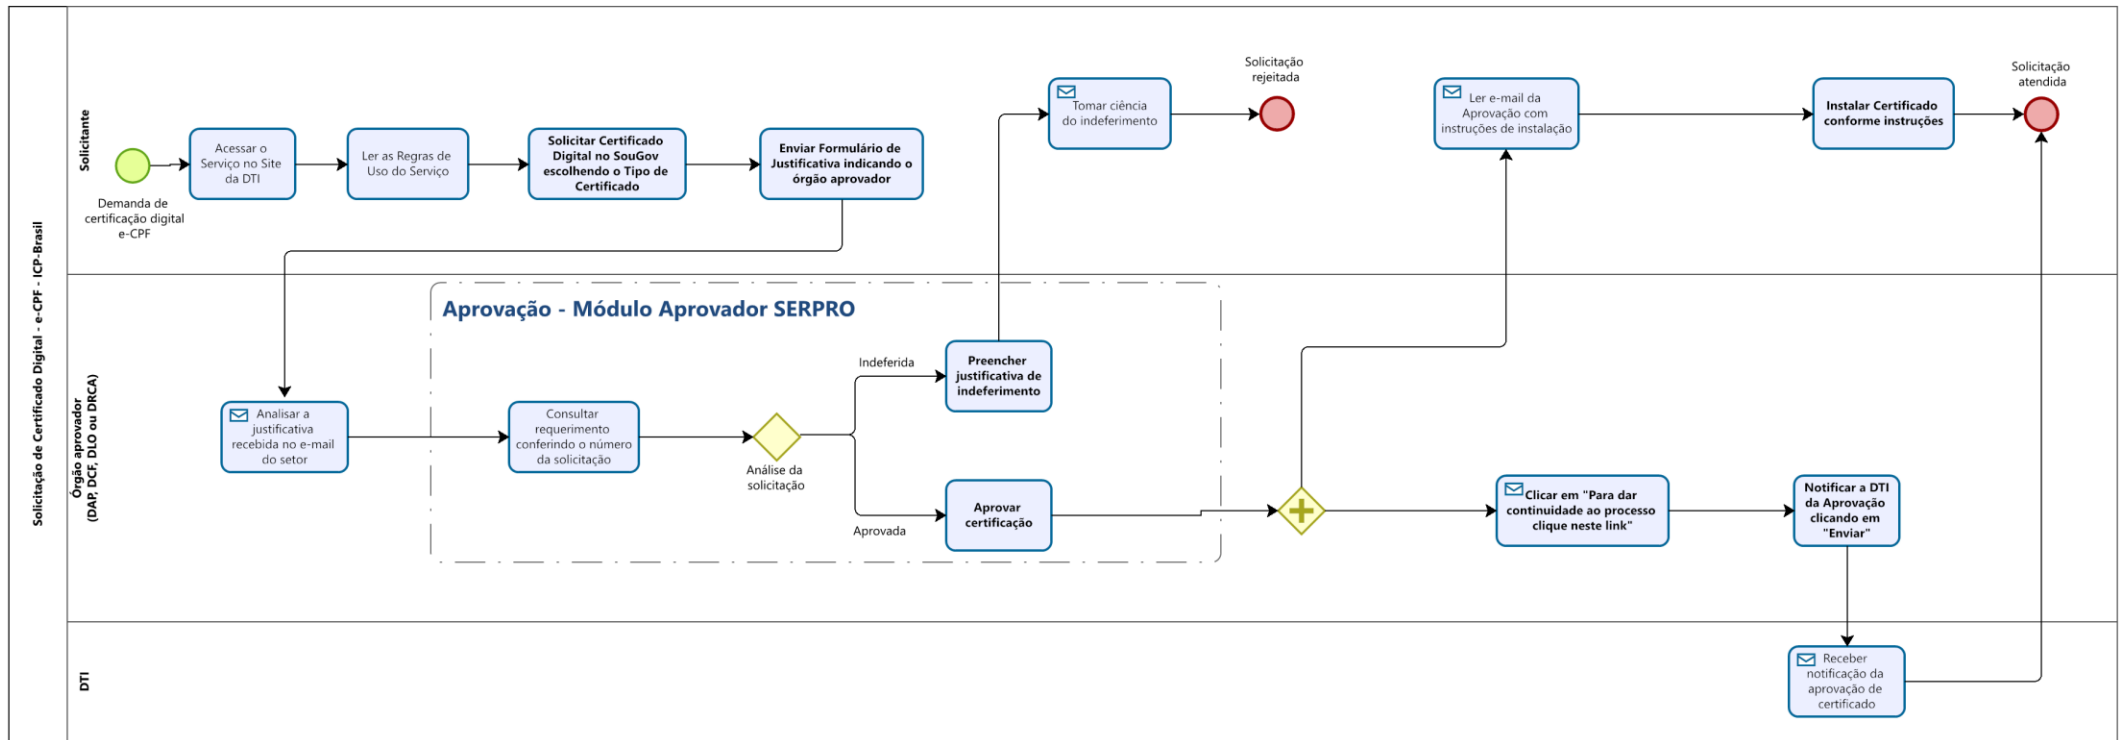 Solicitação de Certificado Digital - e-CPF - ICP-Brasil
Solicitante
Demanda de
certificação digital
e-CPF
Acessar o
Serviço no Site
da DTI
Ler as Regras de
Uso do Serviço
Solicitar Certificado
Digital no SouGov
escolhendo o Tipo de
Certificado
Enviar Formulário de
Justificativa indicando o
órgão aprovador
Tomar ciência
do indeferimento
Solicitação
rejeitada
Ler e-mail da
Aprovação com
instruções de instalação
Instalar Certificado
conforme instruções
Solicitação
atendida
Órgão aprovador
(DAP, DCF, DLO ou DRCA)
Analisar a
justificativa
recebida no e-mail
do setor
Aprovação - Módulo Aprovador SERPRO
Consultar
requerimento
conferindo o número
da solicitação
Análise da
solicitação
Indeferida
Preencher
justificativa de
indeferimento
Aprovada
Aprovar
certificação
Clicar em "Para dar
continuidade ao processo
clique neste link"
Notificar a DTI
da Aprovação
clicando em
"Enviar"
DTI
Receber
notificação da
aprovação de
certificado